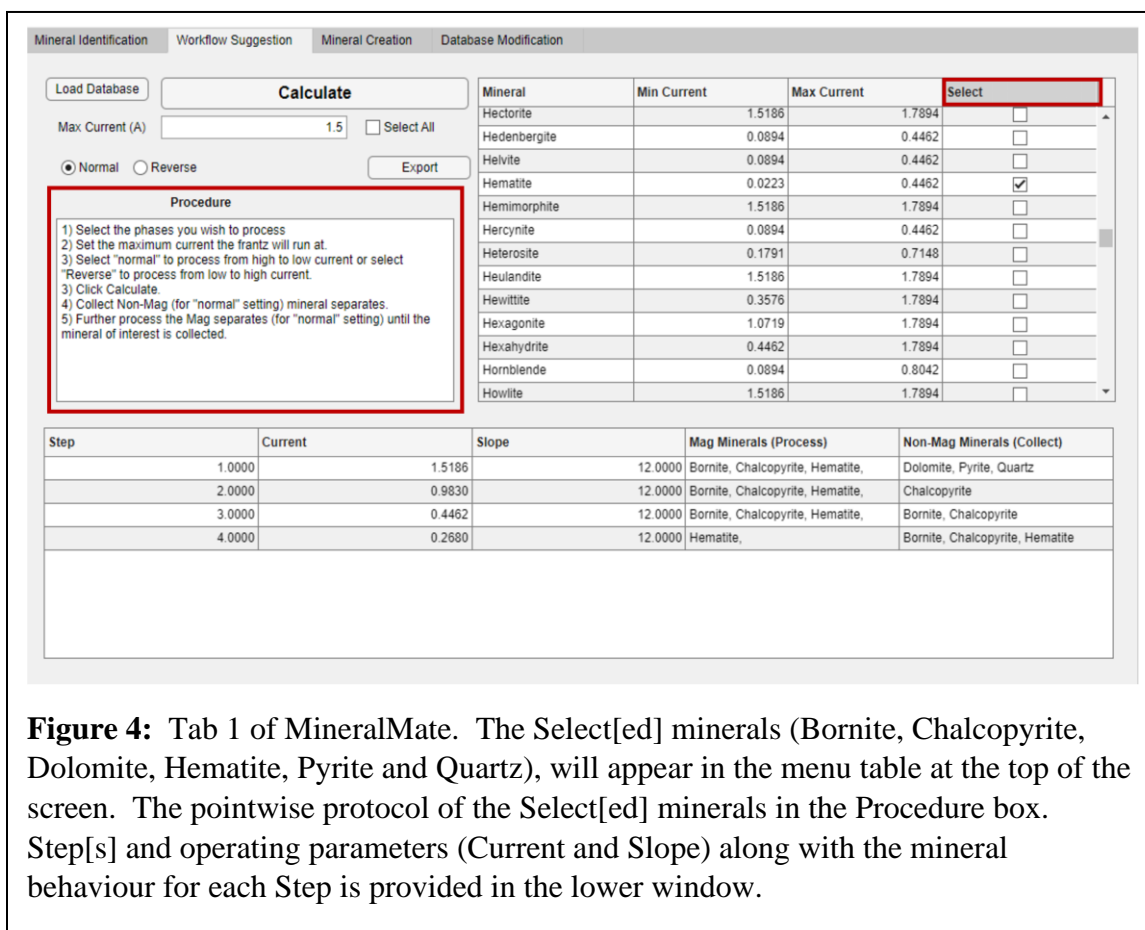 Mineral Identification Workflow Suggestion Mineral Creation Database Modification
Load Database Calculate
Max Current (A) 1.5 Select All
Normal Reverse Export
Procedure
1) Select the phases you wish to process
2) Set the maximum current the frantz will run at.
3) Select "normal" to process from high to low current or select
"Reverse" to process from low to high current.
3) Click Calculate.
4) Collect Non-Mag (for "normal" setting) mineral separates.
5) Further process the Mag separates (for "normal" setting) until the
mineral of interest is collected.
Mineral Min Current Max Current Select
Hectorite 1.5186 1.7894
Hedenbergite 0.0894 0.4462
Helvite 0.0894 0.4462
Hematite 0.0223 0.4462
Hemimorphite 1.5186 1.7894
Hercynite 0.0894 0.4462
Heterosite 0.1791 0.7148
Heulandite 1.5186 1.7894
Hewittite 0.3576 1.7894
Hexagonite 1.0719 1.7894
Hexahydrite 0.4462 1.7894
Hornblende 0.0894 0.8042
Howlite 1.5186 1.7894
Step Current Slope Mag Minerals (Process) Non-Mag Minerals (Collect)
1.0000 1.5186 12.0000 Bornite, Chalcopyrite, Hematite, Dolomite, Pyrite, Quartz
2.0000 0.9830 12.0000 Bornite, Chalcopyrite, Hematite, Chalcopyrite
3.0000 0.4462 12.0000 Bornite, Chalcopyrite, Hematite, Bornite, Chalcopyrite
4.0000 0.2680 12.0000 Hematite, Bornite, Chalcopyrite, Hematite
Figure 4: Tab 1 of MineralMate. The Select[ed] minerals (Bornite, Chalcopyrite,
Dolomite, Hematite, Pyrite and Quartz), will appear in the menu table at the top of the
screen. The pointwise protocol of the Select[ed] minerals in the Procedure box.
Step[s] and operating parameters (Current and Slope) along with the mineral
behaviour for each Step is provided in the lower window.